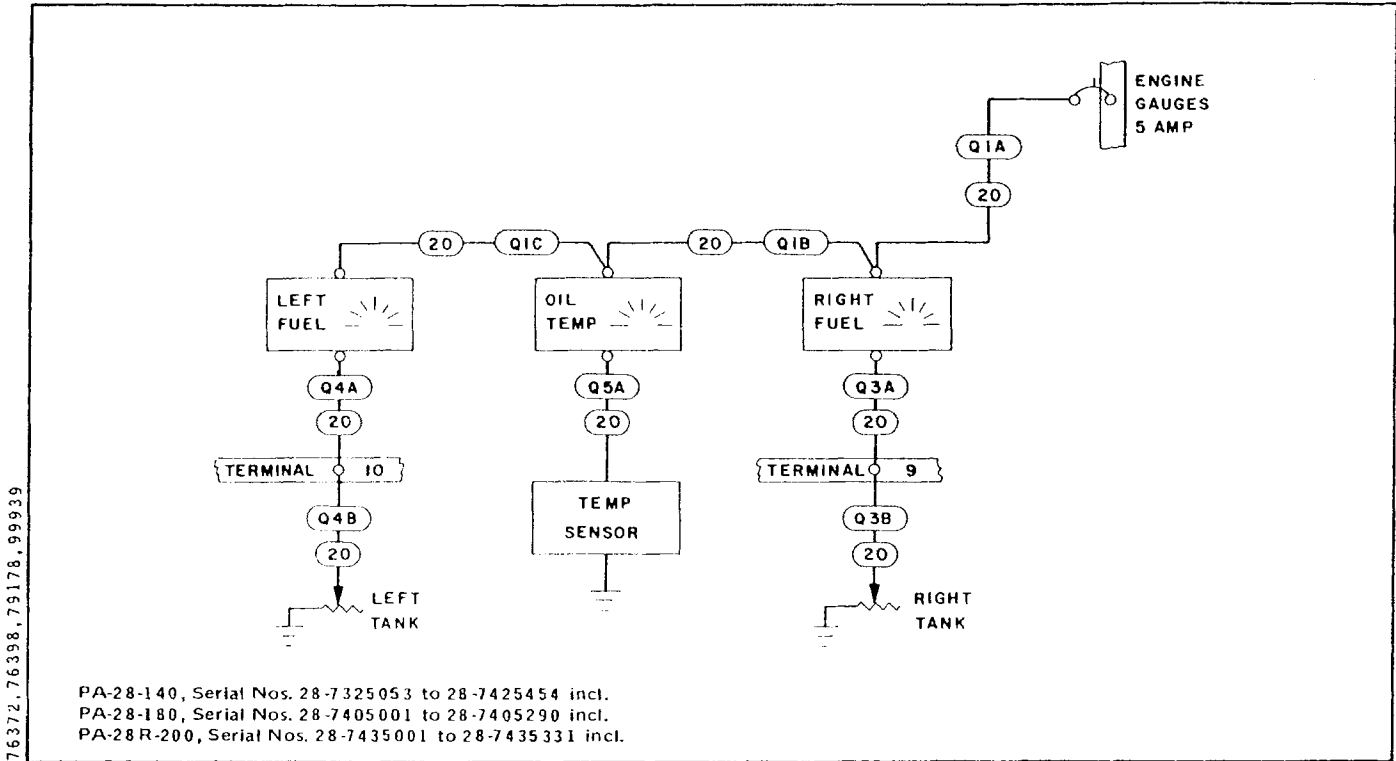 ENGINE
GAUGES
5 AMP
Q1A
20
20 Q1C 20 Q1B
LEFT
FUEL
OIL
TEMP
RIGHT
FUEL
Q4A Q5A Q3A
20 20 20
TERMINAL 10
TERMINAL 9
TEMP
SENSOR
Q4B Q3B
20 20
LEFT
TANK
RIGHT
TANK
PA-28-140, Serial Nos. 28-7325053 to 28-7425454 incl.
PA-28-180, Serial Nos. 28-7405001 to 28-7405290 incl.
PA-28R-200, Serial Nos. 28-7435001 to 28-7435331 incl.
76372, 76398, 79178, 99939